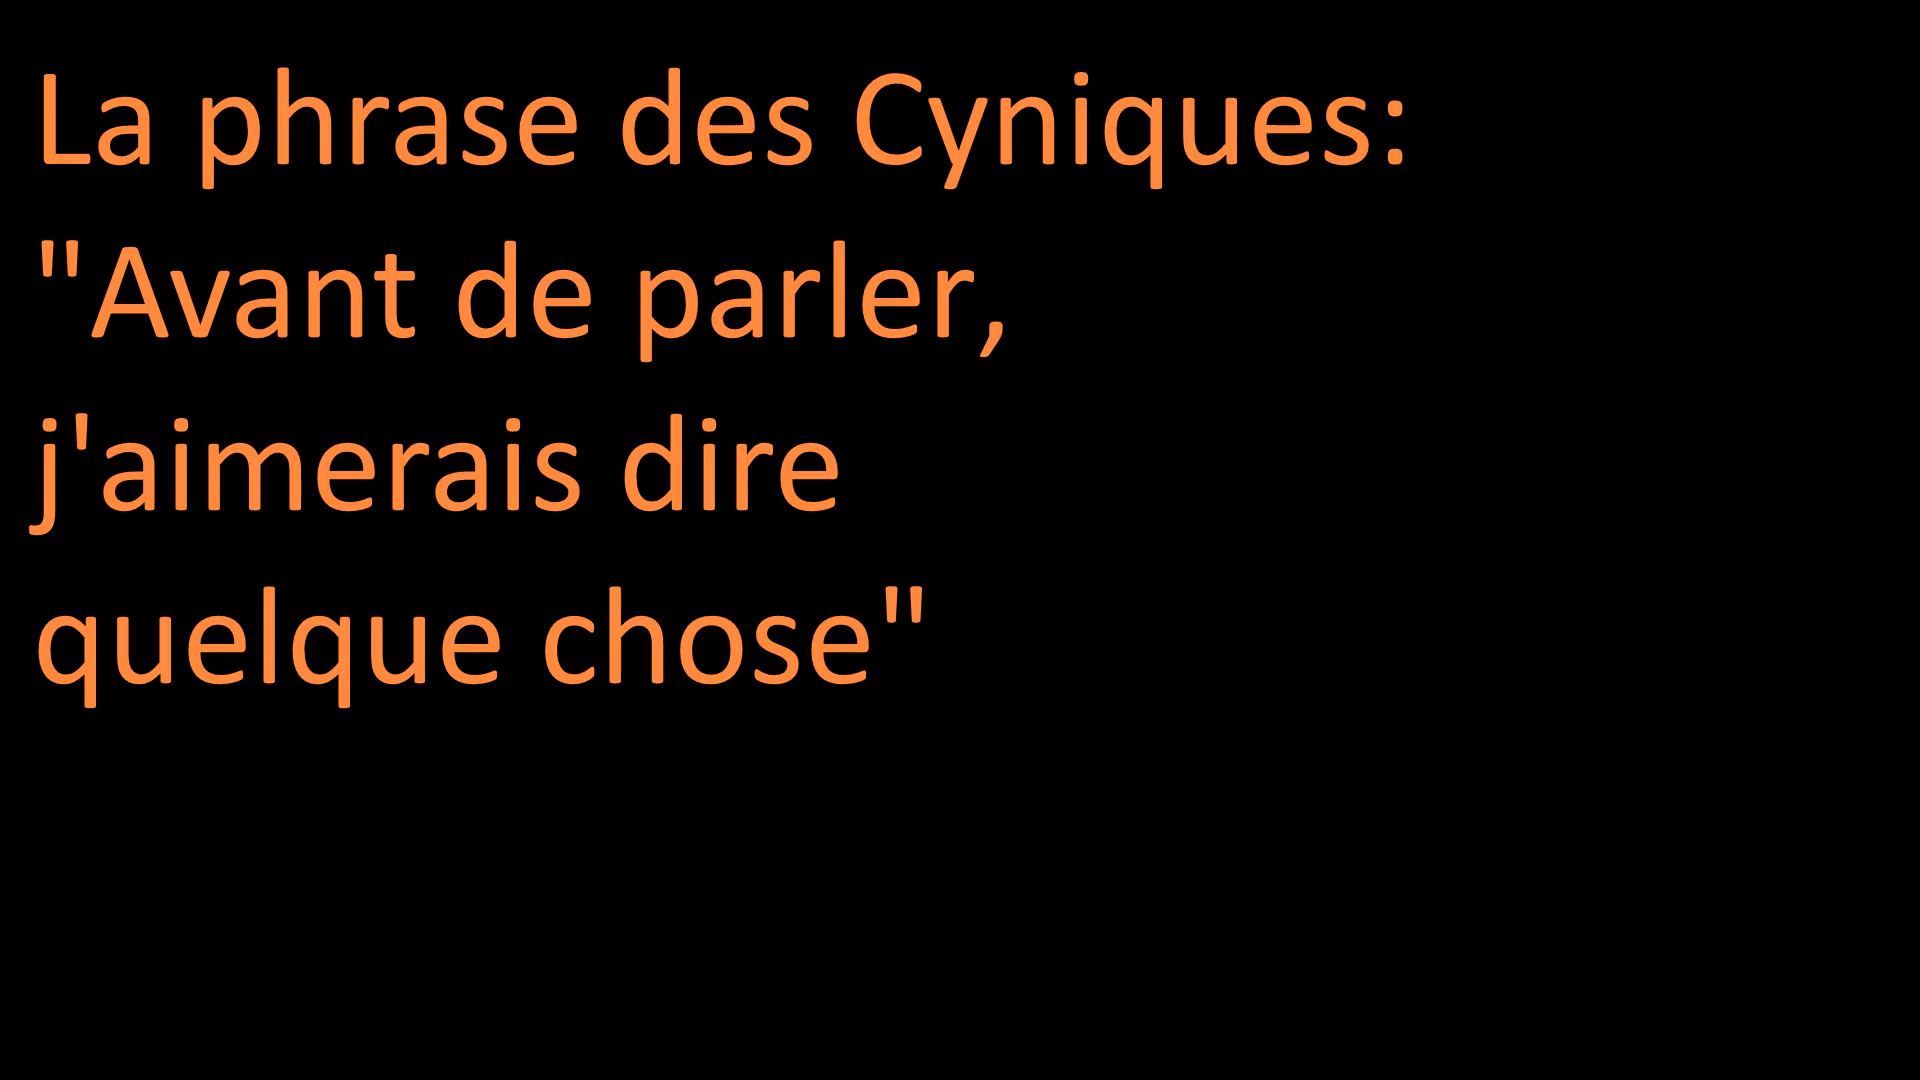 La phrase des Cyniques:
"Avant de parler,
j'aimerais dire
quelque chose"